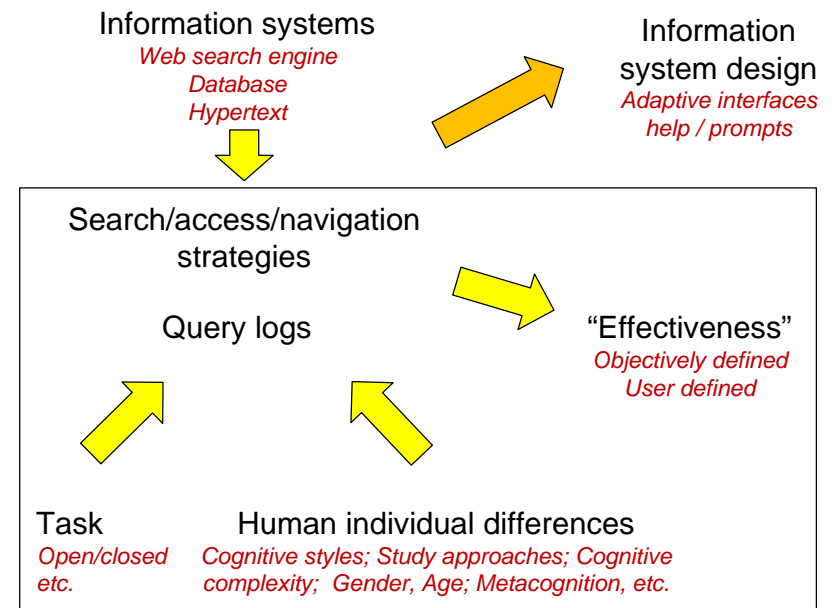 Information systems
Web search engine
Database
Hypertext
Information
system design
Adaptive interfaces
help / prompts
Search/access/navigation
strategies
Query logs
“Effectiveness”
Objectively defined
User defined
Task
Open/closed
etc.
Human individual differences
Cognitive styles; Study approaches; Cognitive
complexity;  Gender, Age; Metacognition, etc.